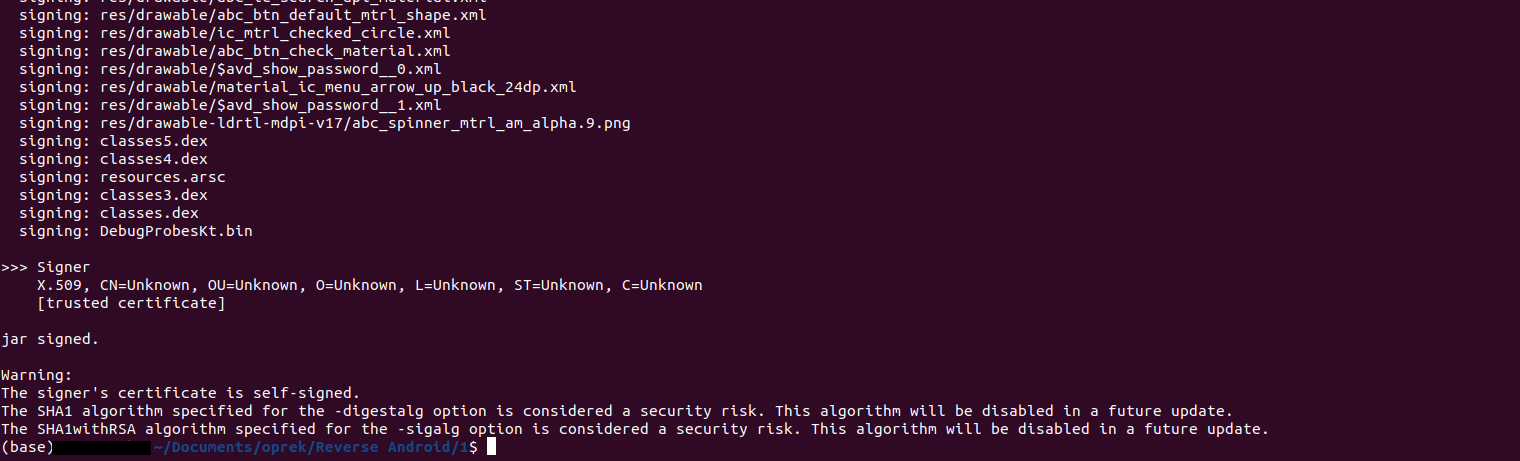 signing: res/drawable/abc_ic_search_api_material.xml
signing: res/drawable/abc_btn_default_mtrl_shape.xml
signing: res/drawable/ic_mtrl_checked_circle.xml
signing: res/drawable/abc_btn_check_material.xml
signing: res/drawable/$avd_show_password__0.xml
signing: res/drawable/material_ic_menu_arrow_up_black_24dp.xml
signing: res/drawable/$avd_show_password__1.xml
signing: res/drawable-ldrtl-mdpi-v17/abc_spinner_mtrl_am_alpha.9.png
signing: classes5.dex
signing: classes4.dex
signing: resources.arsc
signing: classes3.dex
signing: classes.dex
signing: DebugProbesKt.bin
>>> Signer
X.509, CN=Unknown, OU=Unknown, O=Unknown, L=Unknown, ST=Unknown, C=Unknown
[trusted certificate]
jar signed.
Warning:
The signer's certificate is self-signed.
The SHA1 algorithm specified for the -digestalg option is considered a security risk. This algorithm will be disabled in a future update.
The SHA1withRSA algorithm specified for the -sigalg option is considered a security risk. This algorithm will be disabled in a future update.
(base) ~/Documents/oprek/Reverse Android/1$